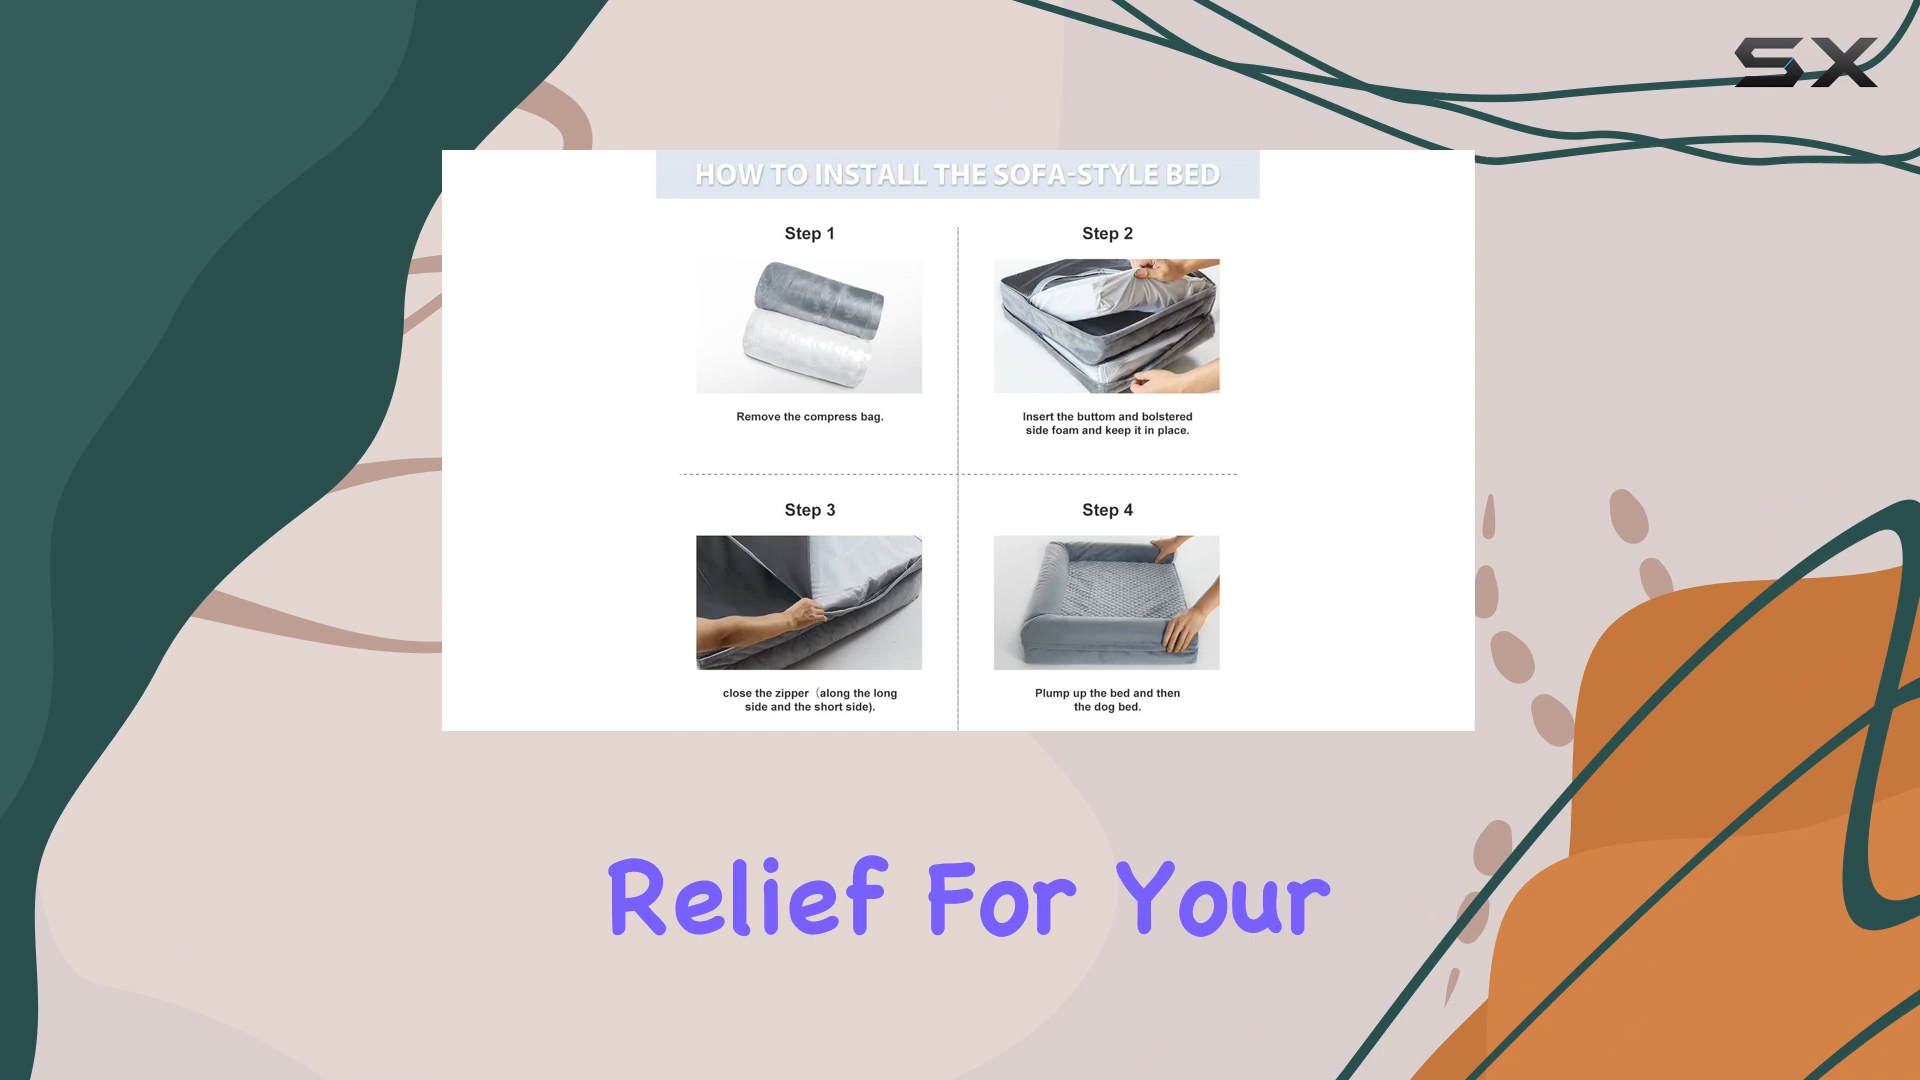 SX
HOW TO INSTALL THE SOFA-STYLE BED
Step 1
Remove the compress bag.
Step 2
Insert the buttom and bolstered
side foam and keep it in place.
Step 3
close the zipper（along the long
side and the short side).
Step 4
Plump up the bed and then
the dog bed.
Relief For Your